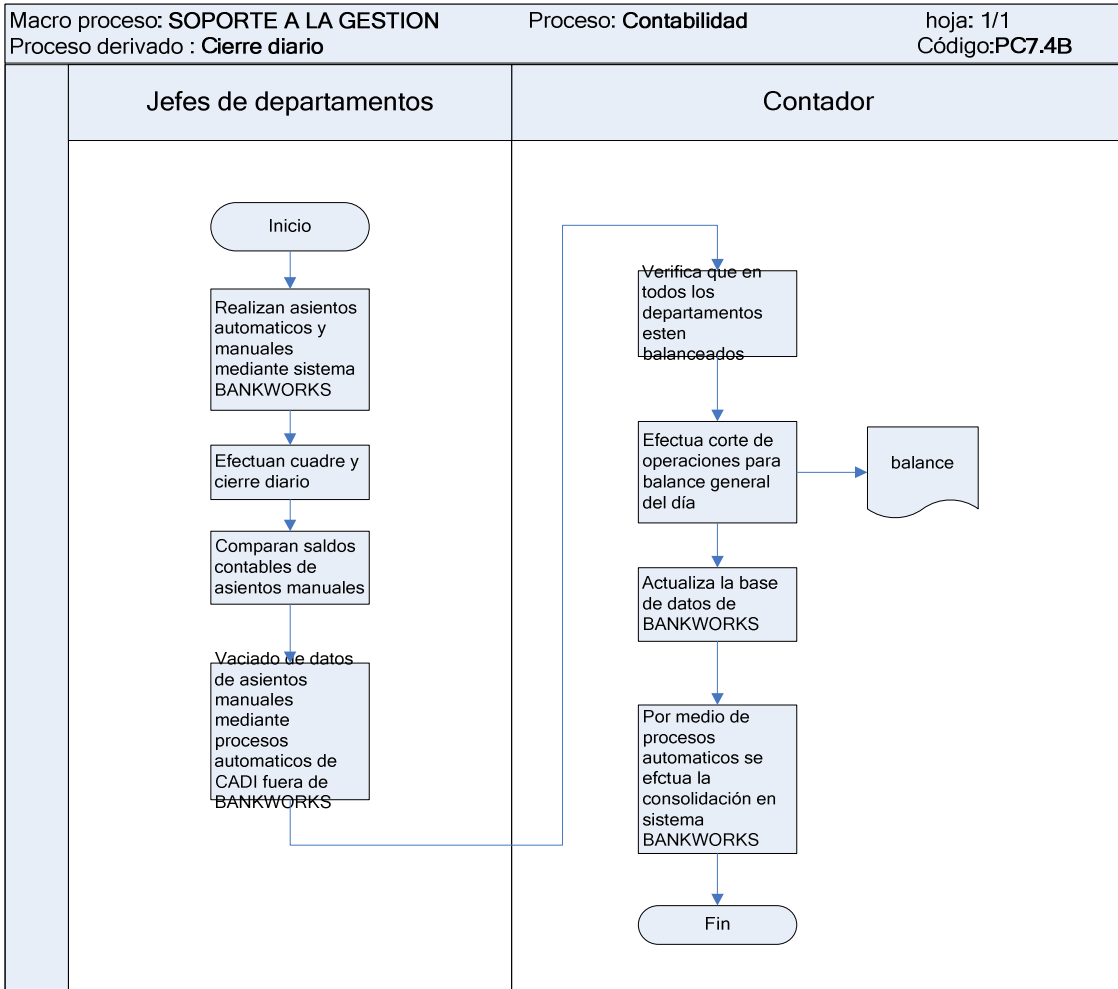 Macro proceso: SOPORTE A LA GESTION Proceso: Contabilidad hoja: 1/1
Proceso derivado : Cierre diario Código:PC7.4B
Jefes de departamentos
Contador
Inicio
Realizan asientos
automaticos y
manuales
mediante sistema
BANKWORKS
Efectuan cuadre y
cierre diario
Comparan saldos
contables de
asientos manuales
Vaciado de datos
de asientos
manuales
mediante
procesos
automaticos de
CADI fuera de
BANKWORKS
Verifica que en
todos los
departamentos
esten
balanceados
Efectua corte de
operaciones para
balance general
del día
balance
Actualiza la base
de datos de
BANKWORKS
Por medio de
procesos
automaticos se
efctua la
consolidación en
sistema
BANKWORKS
Fin